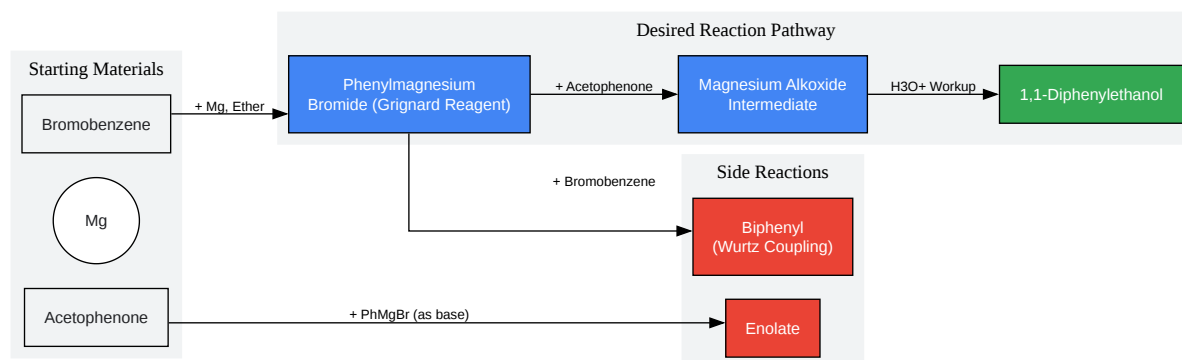 Desired Reaction Pathway
Starting Materials
Phenylmagnesium
Bromide (Grignard Reagent)
+ Acetophenone
Magnesium Alkoxide
Intermediate
H3O+ Workup
1,1-Diphenylethanol
+ Mg, Ether
Bromobenzene
Side Reactions
+ Bromobenzene
Mg
Biphenyl
(Wurtz Coupling)
Acetophenone
+ PhMgBr (as base)
Enolate